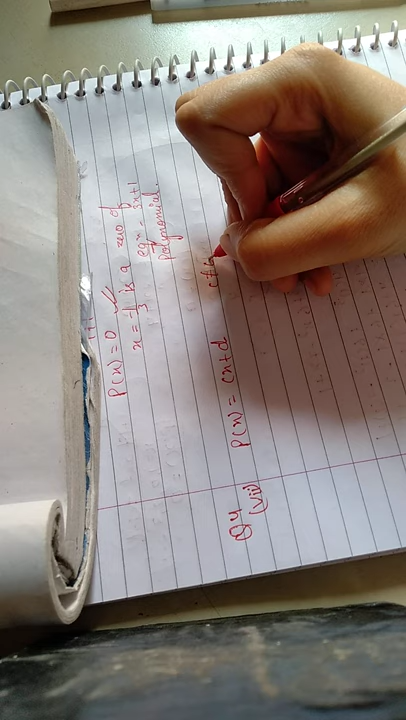 P(x) = 0 ✓
x = -1/3 is a zero of
eqn - 3x+1
polynomial.
Q4
(vii) P(x) = cx+d c≠